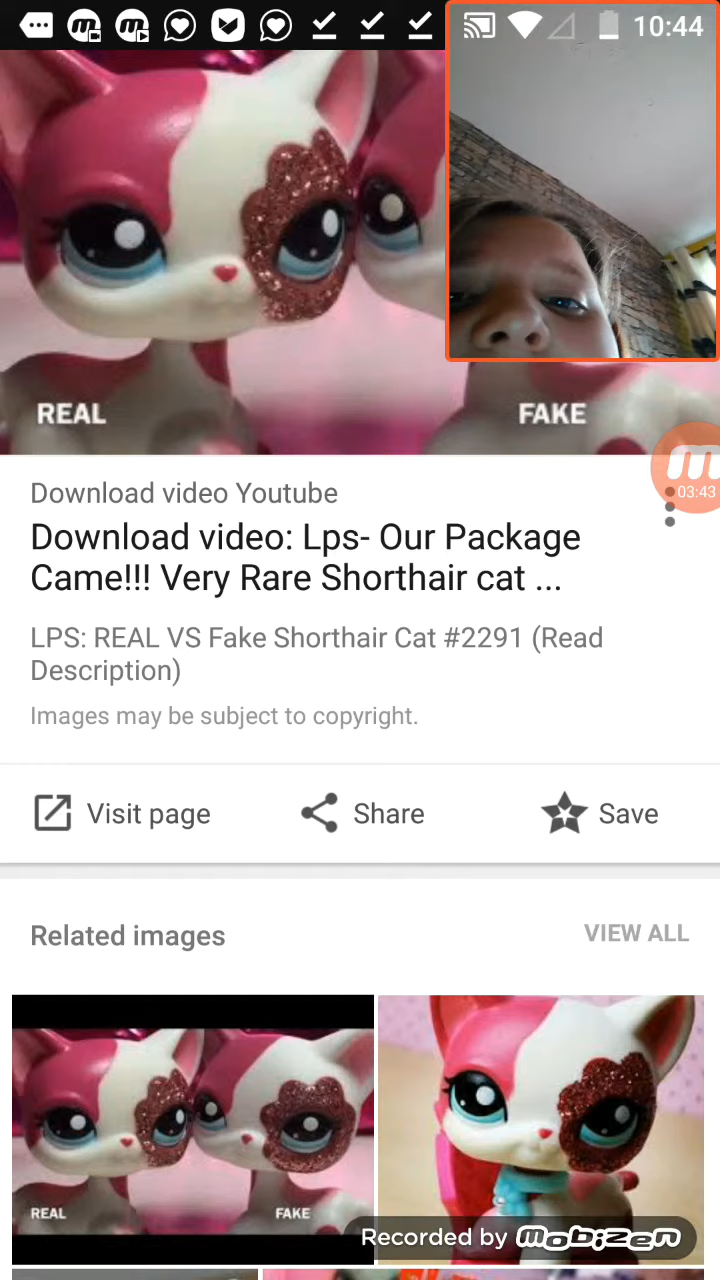 10:44
REAL
FAKE
03:43
Download video Youtube
Download video: Lps- Our Package
Came!!! Very Rare Shorthair cat ...
LPS: REAL VS Fake Shorthair Cat #2291 (Read
Description)
Images may be subject to copyright.
Visit page
Share
Save
Related images
VIEW ALL
REAL
FAKE
Recorded by mobizen